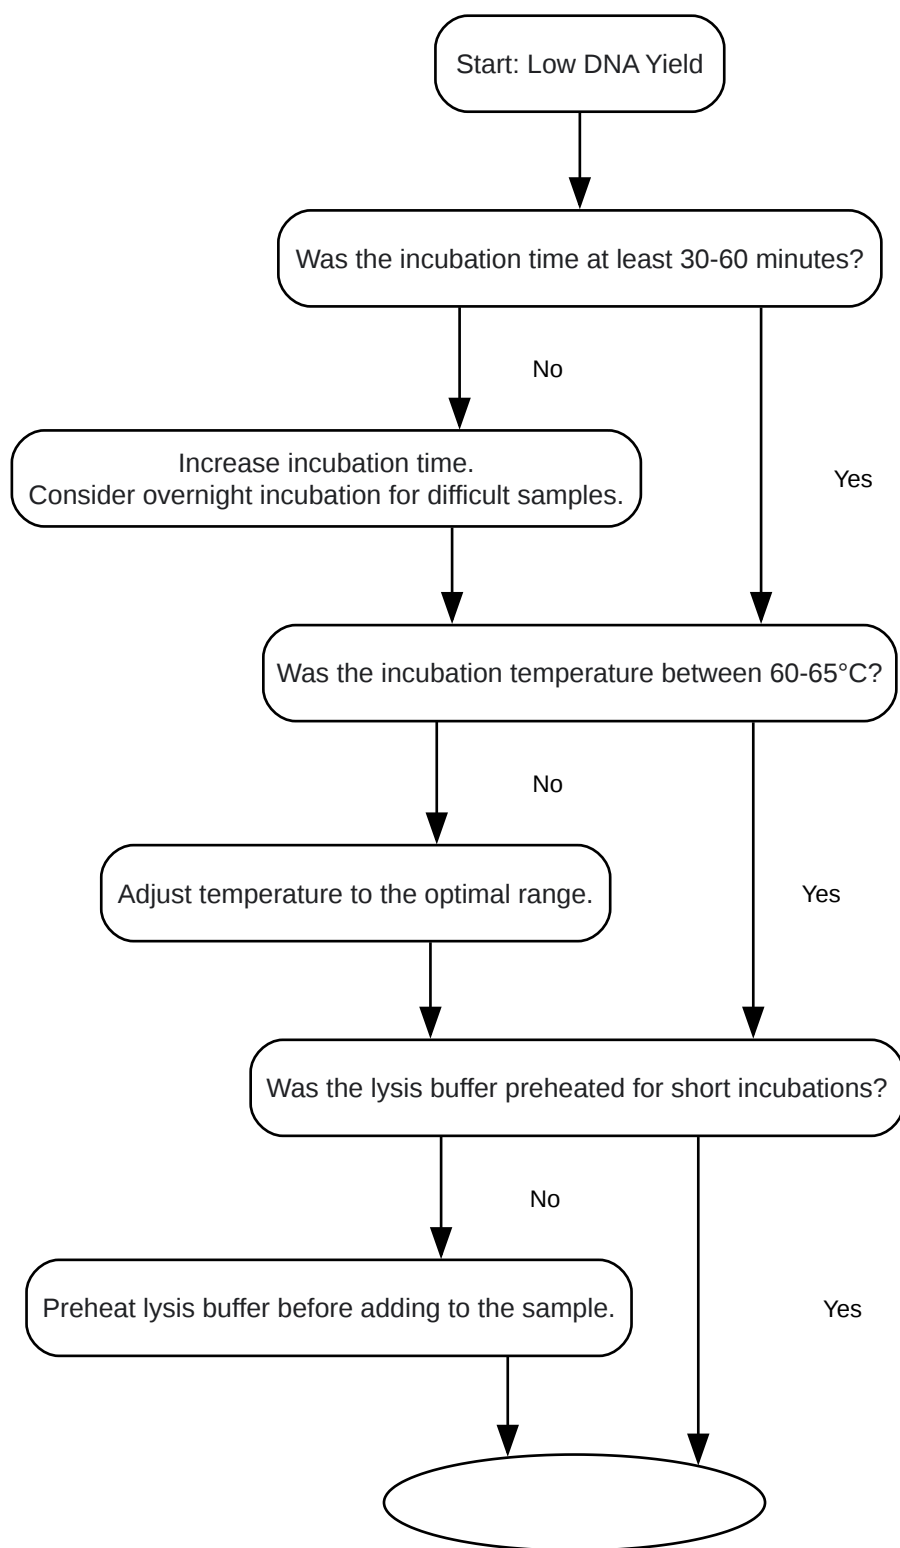 Start: Low DNA Yield
Was the incubation time at least 30-60 minutes?
No
Increase incubation time.
Consider overnight incubation for difficult samples.
Yes
Was the incubation temperature between 60-65°C?
No
Adjust temperature to the optimal range.
Yes
Was the lysis buffer preheated for short incubations?
No
Preheat lysis buffer before adding to the sample.
Yes